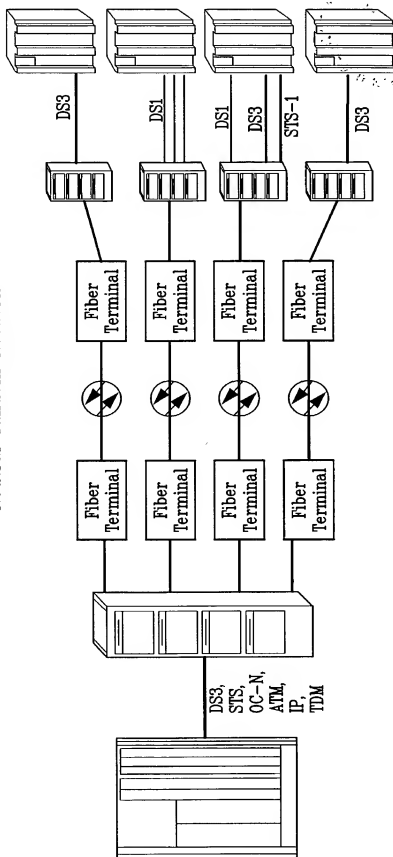 DS3
DS1
DS1
DS3
STS-1
DS3
Fiber
Terminal
Fiber
Terminal
Fiber
Terminal
Fiber
Terminal
Fiber
Terminal
Fiber
Terminal
Fiber
Terminal
Fiber
Terminal
DS3,
STS,
OC-N,
ATM,
IP,
TDM